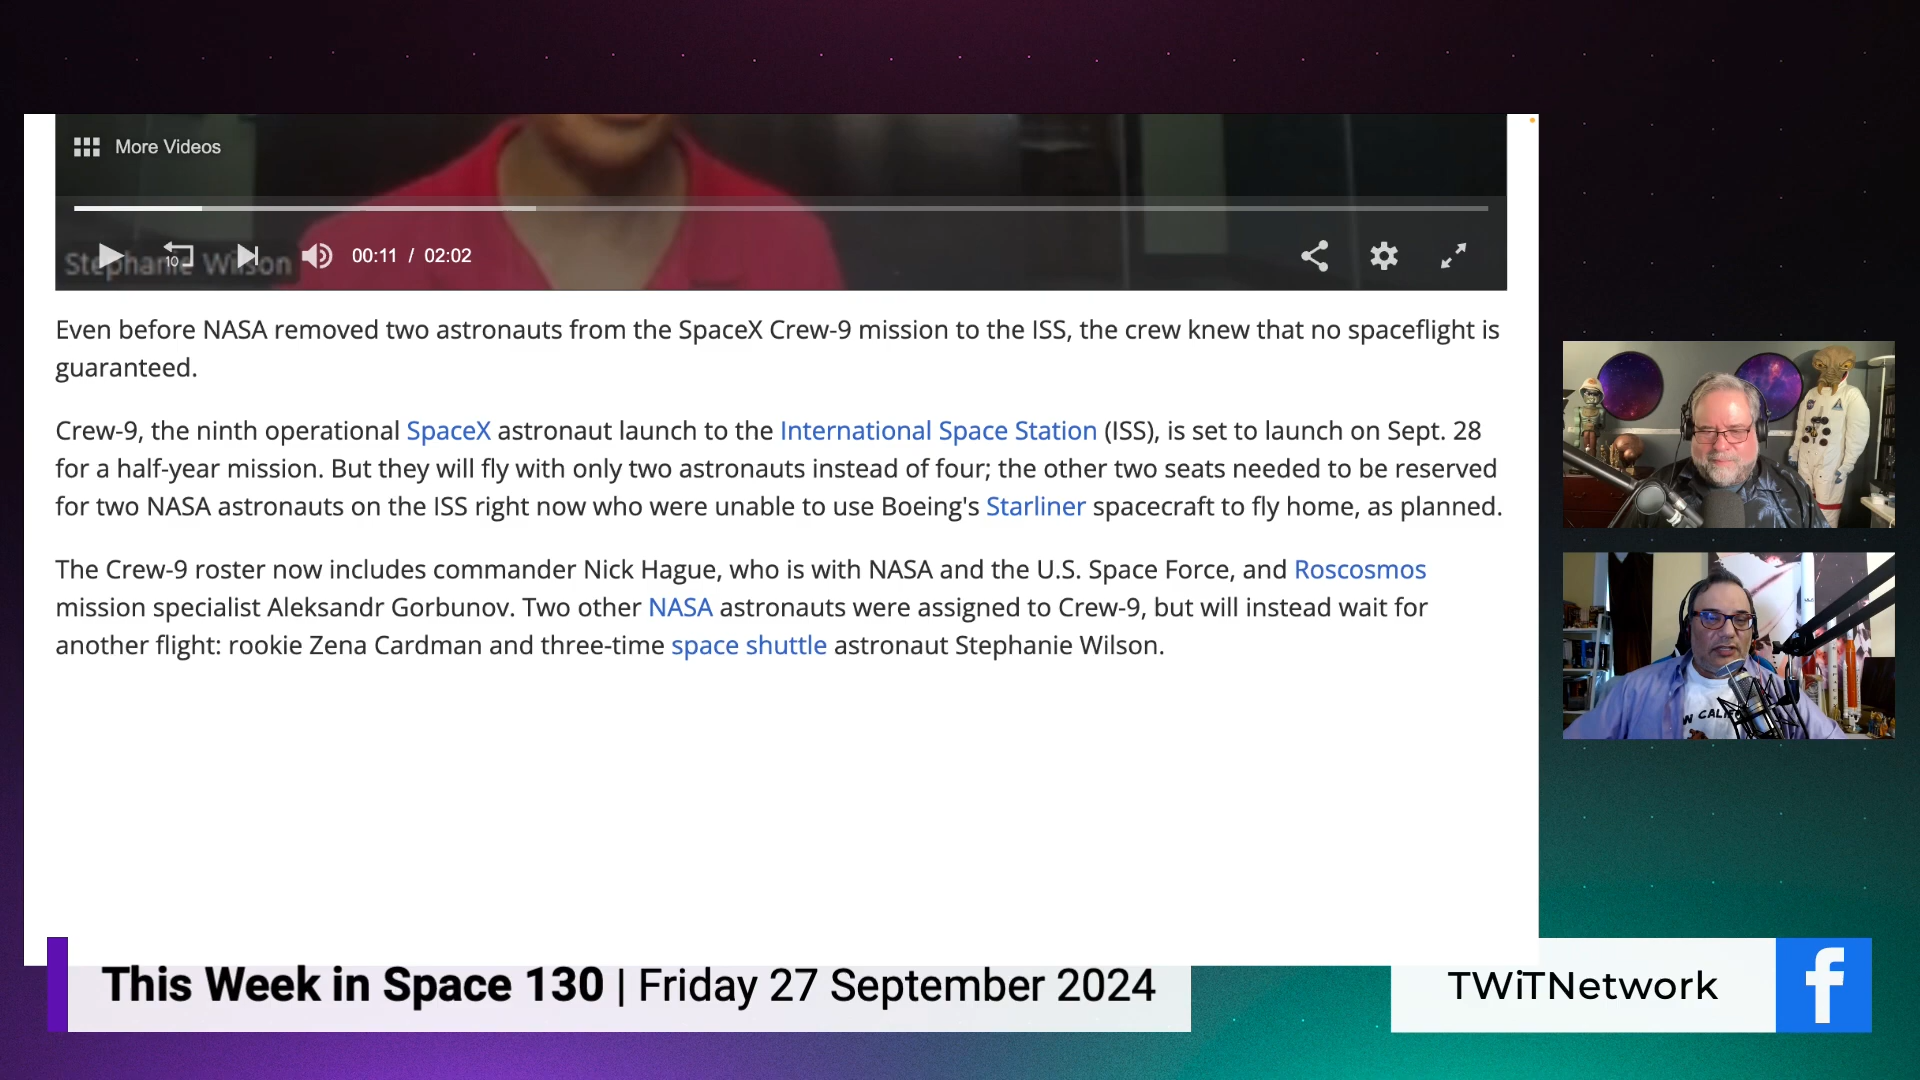 More Videos
Stephanie Wilson
10
00:11 / 02:02
Even before NASA removed two astronauts from the SpaceX Crew-9 mission to the ISS, the crew knew that no spaceflight is
guaranteed.
Crew-9, the ninth operational SpaceX astronaut launch to the International Space Station (ISS), is set to launch on Sept. 28
for a half-year mission. But they will fly with only two astronauts instead of four; the other two seats needed to be reserved
for two NASA astronauts on the ISS right now who were unable to use Boeing's Starliner spacecraft to fly home, as planned.
The Crew-9 roster now includes commander Nick Hague, who is with NASA and the U.S. Space Force, and Roscosmos
mission specialist Aleksandr Gorbunov. Two other NASA astronauts were assigned to Crew-9, but will instead wait for
another flight: rookie Zena Cardman and three-time space shuttle astronaut Stephanie Wilson.
This Week in Space 130 | Friday 27 September 2024
TWiTNetwork
f